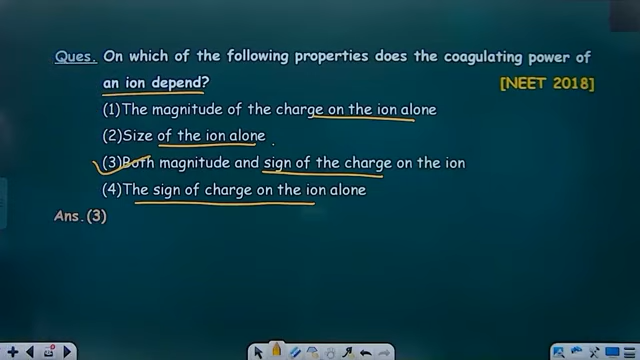 Ques. On which of the following properties does the coagulating power of
an ion depend? [NEET 2018]
(1)The magnitude of the charge on the ion alone
(2)Size of the ion alone
(3)Both magnitude and sign of the charge on the ion
(4)The sign of charge on the ion alone
Ans.(3)